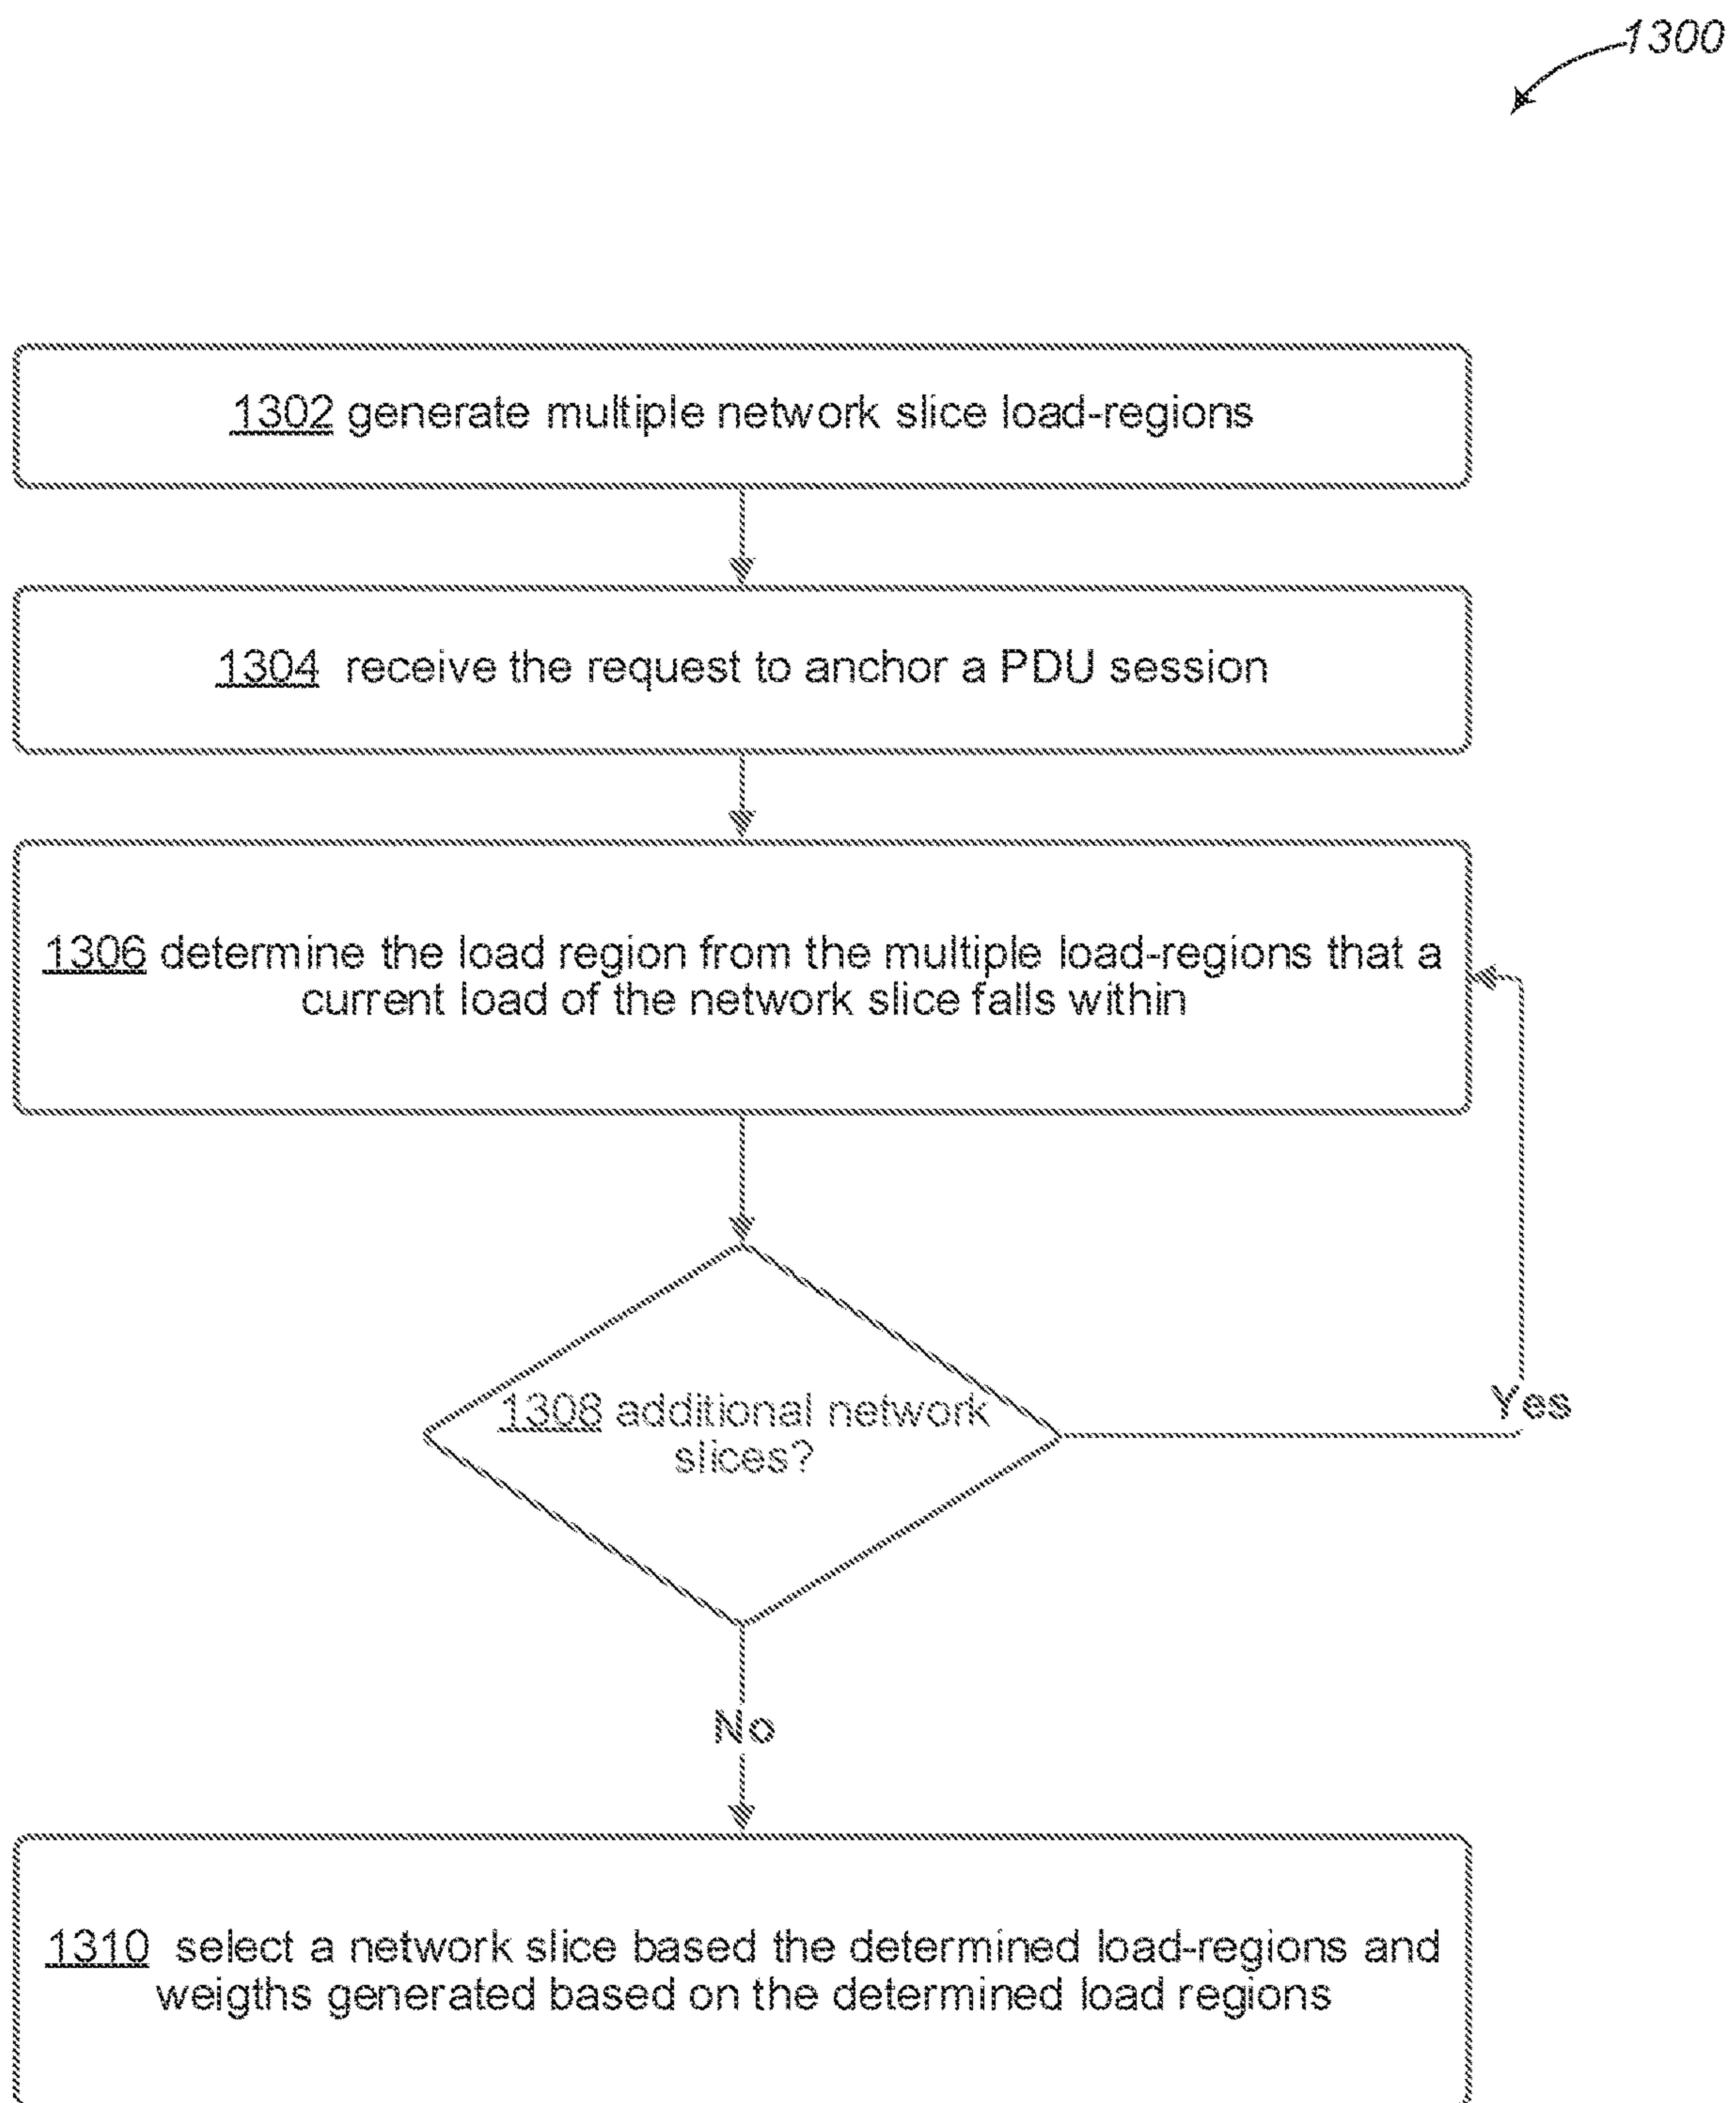 1300
1302 generate multiple network slice load-regions
1304 receive the request to anchor a PDU session
1306 determine the load region from the multiple load-regions that a
current load of the network slice falls within
1308 additional network
slices?
Yes
No
1310 select a network slice based the determined load-regions and
weigths generated based on the determined load regions